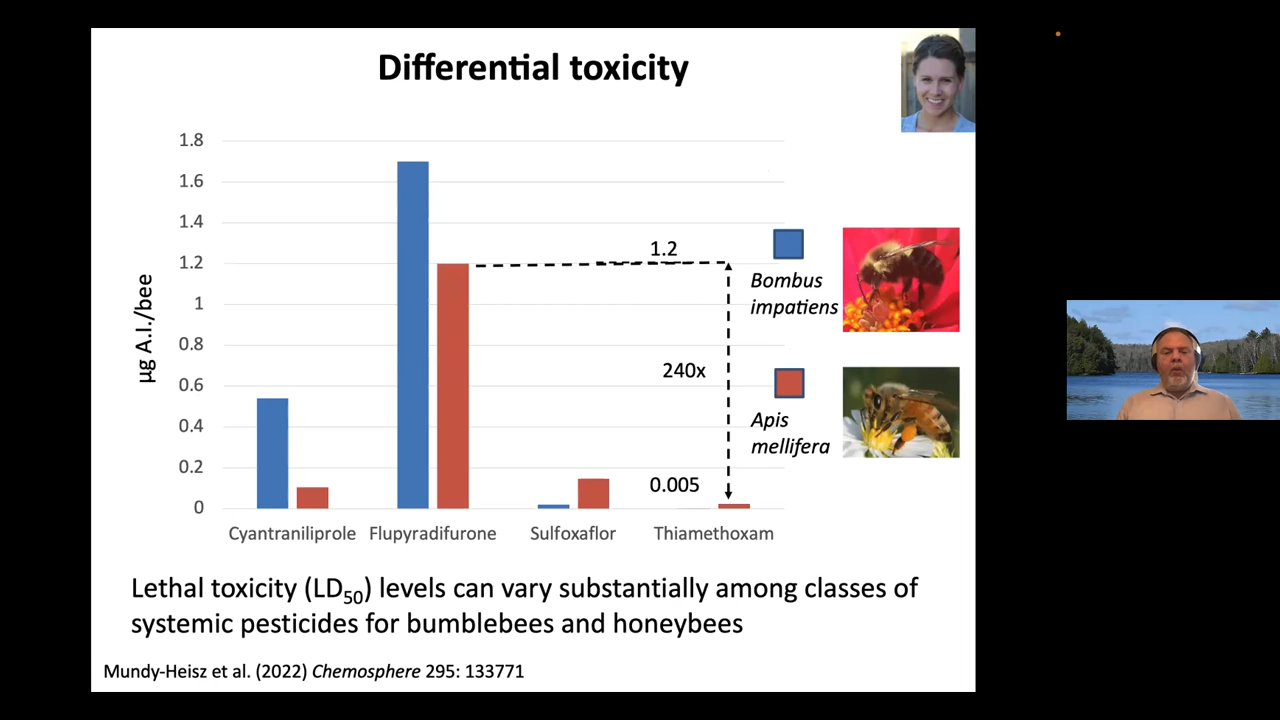 Differential toxicity
1.8
1.6
1.4
1.2
1
0.8
0.6
0.4
0.2
0
µg A.I./bee
1.2
240x
0.005
Bombus
impatiens
Apis
mellifera
Cyantraniliprole
Flupyradifurone
Sulfoxaflor
Thiamethoxam
Lethal toxicity (LD50) levels can vary substantially among classes of
systemic pesticides for bumblebees and honeybees
Mundy-Heisz et al. (2022) Chemosphere 295: 133771